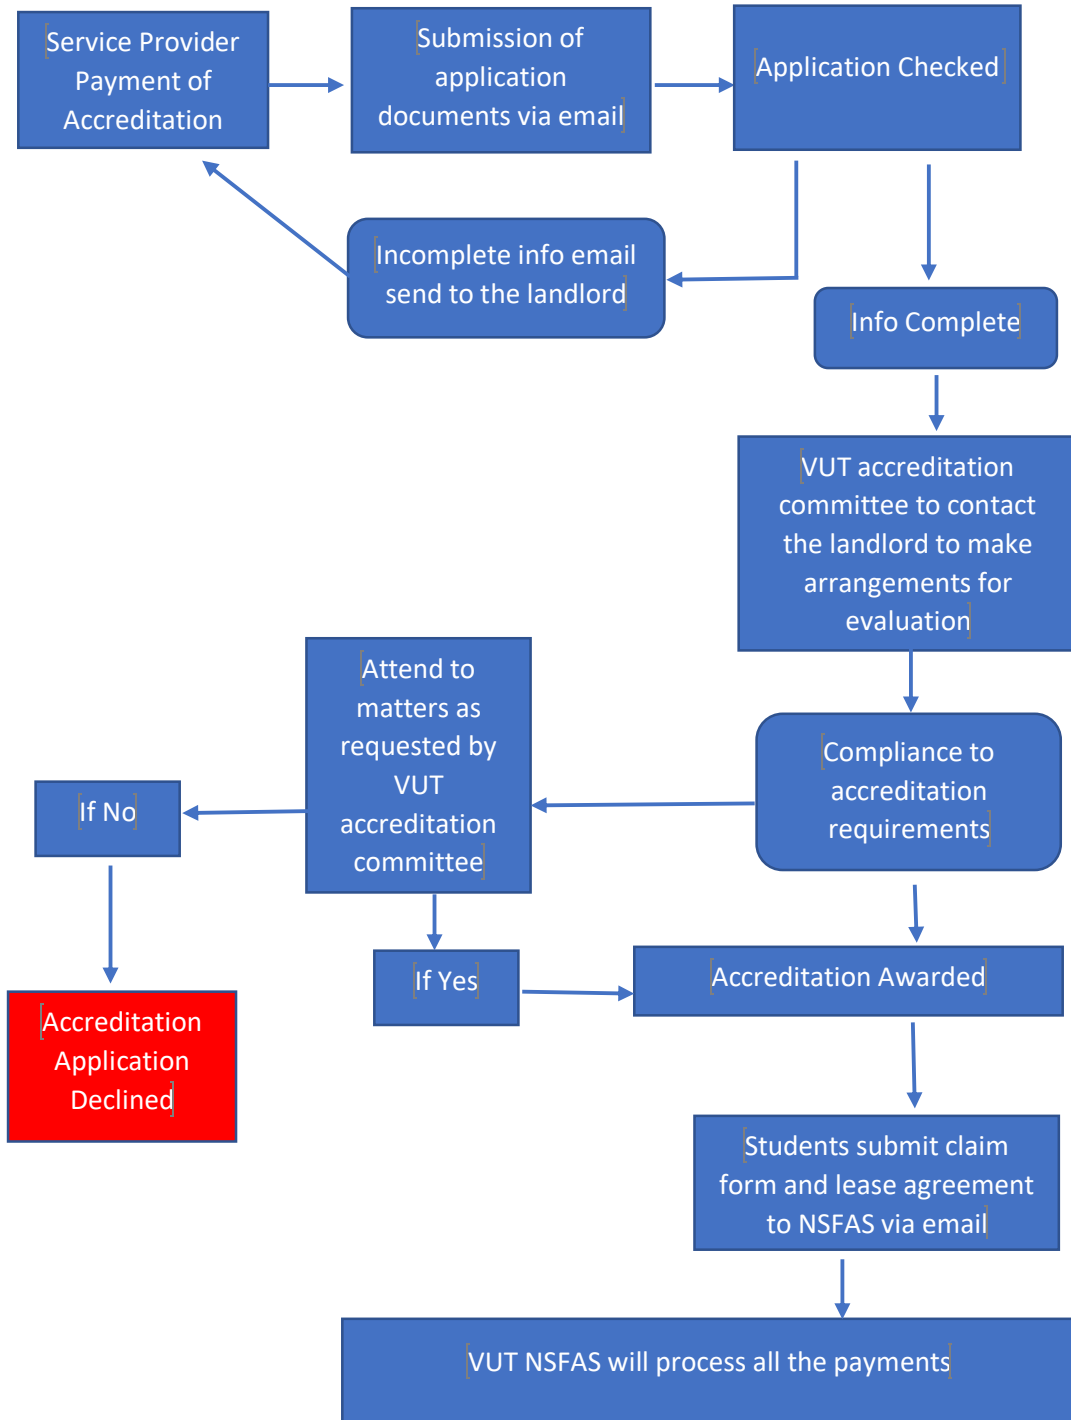 Service Provider
Payment of
Accreditation
Submission of
application
documents via email
Application Checked
Incomplete info email
send to the landlord
Info Complete
VUT accreditation
committee to contact
the landlord to make
arrangements for
evaluation
Attend to
matters as
requested by
VUT
accreditation
committee
Compliance to
accreditation
requirements
If No
If Yes
Accreditation Awarded
Accreditation
Application
Declined
Students submit claim
form and lease agreement
to NSFAS via email
VUT NSFAS will process all the payments